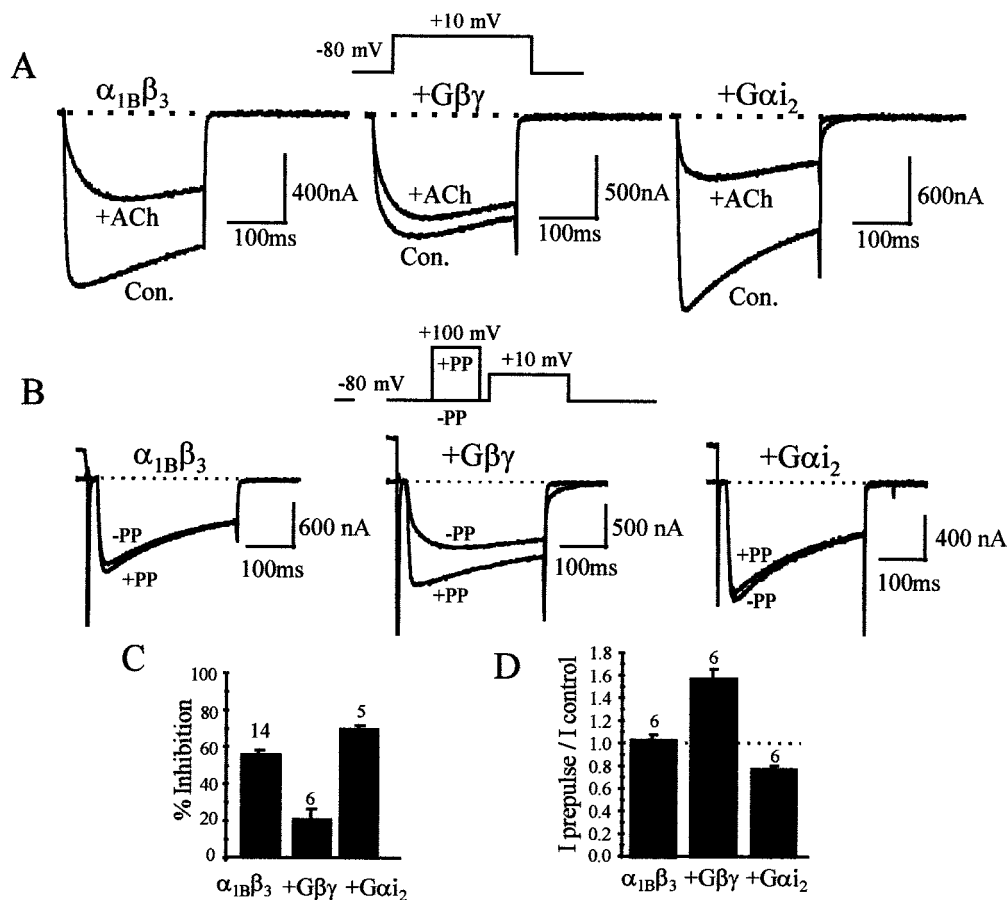 A
+10 mV
-80 mV
α1Bβ3
+Gβγ
+Gαi2
+ACh
400nA
100ms
Con.
+ACh
500nA
100ms
Con.
+ACh
600nA
100ms
Con.
B
+100 mV
+PP
+10 mV
-80 mV
-PP
α1Bβ3
+Gβγ
+Gαi2
-PP
+PP
600 nA
100ms
-PP
+PP
500 nA
100ms
+PP
-PP
400 nA
100ms
C
% Inhibition
100
80
60
40
20
0
14
6
5
α1Bβ3 +Gβγ +Gαi2
D
I prepulse / I control
1.8
1.6
1.4
1.2
1.0
0.8
0.6
0.4
0.2
0.0
6
6
6
α1Bβ3 +Gβγ +Gαi2